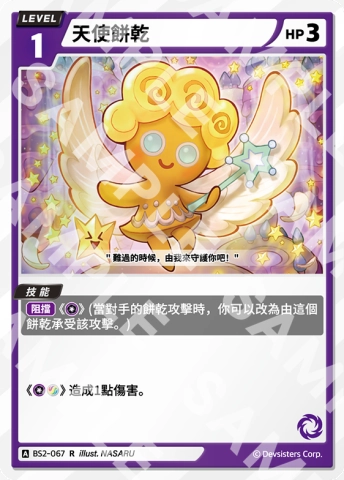 LEVEL
1
天使餅乾
HP 3
"難過的時候，由我來守護你吧！"
技能
阻擋 《》(當對手的餅乾攻擊時，你可以改為由這個
餅乾承受該攻擊。)
《》造成1點傷害。
A BS2-067 R illust. NASARU
© Devsisters Corp.
SAMPLE